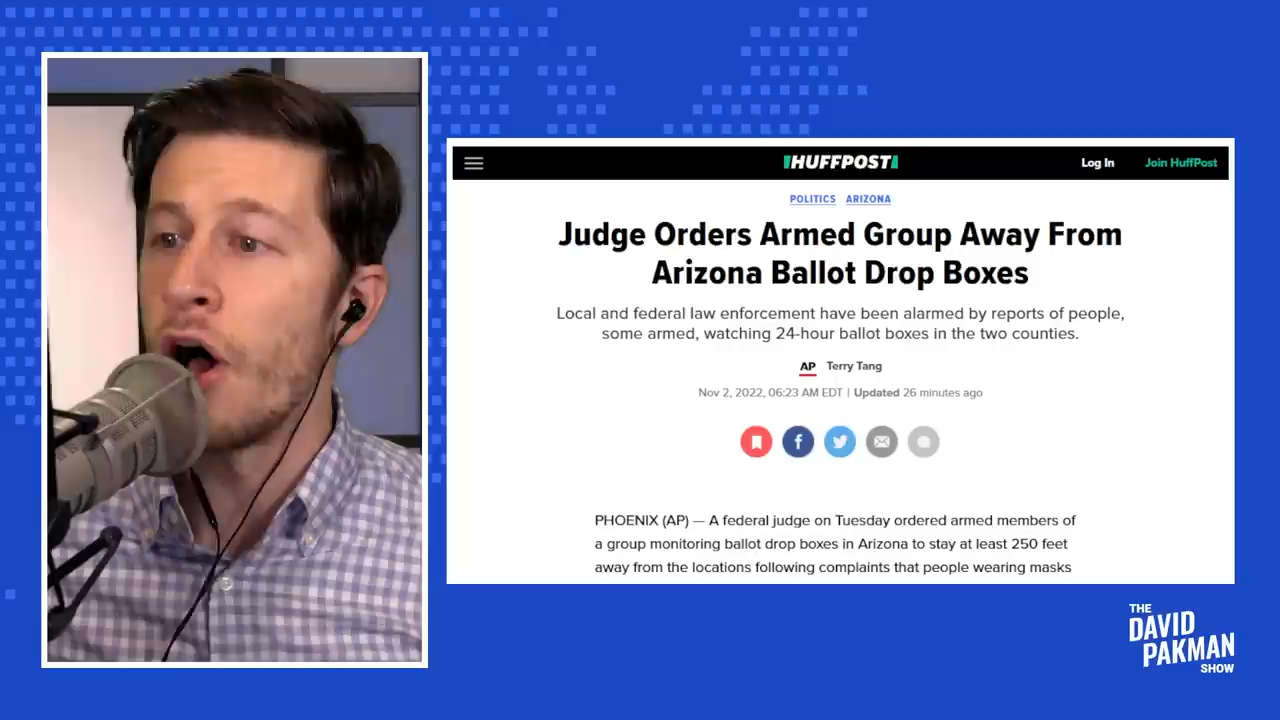 HUFFPOST
Log In
Join HuffPost
POLITICS ARIZONA
Judge Orders Armed Group Away From
Arizona Ballot Drop Boxes
Local and federal law enforcement have been alarmed by reports of people,
some armed, watching 24-hour ballot boxes in the two counties.
AP Terry Tang
Nov 2, 2022, 06:23 AM EDT | Updated 26 minutes ago
PHOENIX (AP) — A federal judge on Tuesday ordered armed members of
a group monitoring ballot drop boxes in Arizona to stay at least 250 feet
away from the locations following complaints that people wearing masks
THE
DAVID
PAKMAN
SHOW